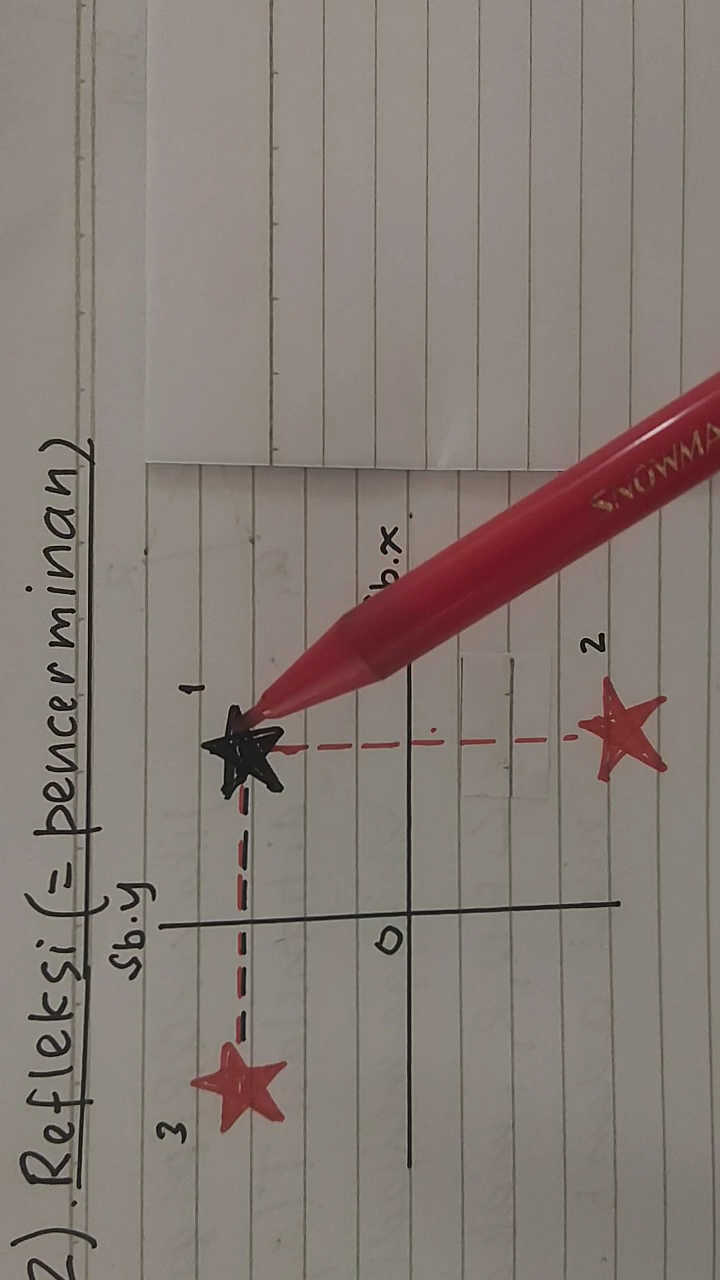 2). Refleksi (= pencerminan)
Sb.y
3
1
b.x
0
2
SNOWMA